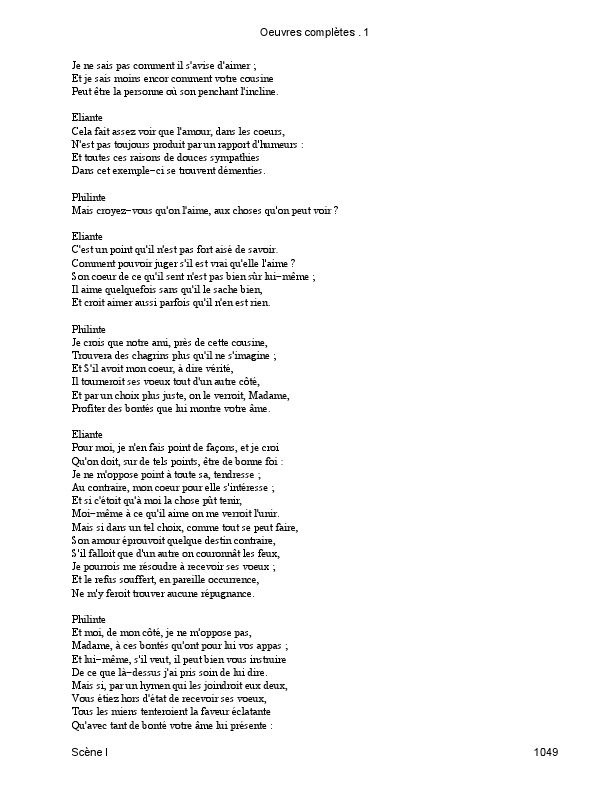 Oeuvres complètes . 1
Je ne sais pas comment il s'avise d'aimer ;
Et je sais moins encor comment votre cousine
Peut être la personne où son penchant l'incline.
Eliante
Cela fait assez voir que l'amour, dans les coeurs,
N'est pas toujours produit par un rapport d'humeurs :
Et toutes ces raisons de douces sympathies
Dans cet exemple−ci se trouvent démenties.
Philinte
Mais croyez−vous qu'on l'aime, aux choses qu'on peut voir ?
Eliante
C'est un point qu'il n'est pas fort aisé de savoir.
Comment pouvoir juger s'il est vrai qu'elle l'aime ?
Son coeur de ce qu'il sent n'est pas bien sûr lui−même ;
Il aime quelquefois sans qu'il le sache bien,
Et croit aimer aussi parfois qu'il n'en est rien.
Philinte
Je crois que notre ami, près de cette cousine,
Trouvera des chagrins plus qu'il ne s'imagine ;
Et S'il avoit mon coeur, à dire vérité,
Il tourneroit ses voeux tout d'un autre côté,
Et par un choix plus juste, on le verroit, Madame,
Profiter des bontés que lui montre votre âme.
Eliante
Pour moi, je n'en fais point de façons, et je croi
Qu'on doit, sur de tels points, être de bonne foi :
Je ne m'oppose point à toute sa, tendresse ;
Au contraire, mon coeur pour elle s'intéresse ;
Et si c'étoit qu'à moi la chose pût tenir,
Moi−même à ce qu'il aime on me verroit l'unir.
Mais si dans un tel choix, comme tout se peut faire,
Son amour éprouvoit quelque destin contraire,
S'il falloit que d'un autre on couronnât les feux,
Je pourrois me résoudre à recevoir ses voeux ;
Et le refus souffert, en pareille occurrence,
Ne m'y feroit trouver aucune répugnance.
Philinte
Et moi, de mon côté, je ne m'oppose pas,
Madame, à ces bontés qu'ont pour lui vos appas ;
Et lui−même, s'il veut, il peut bien vous instruire
De ce que là−dessus j'ai pris soin de lui dire.
Mais si, par un hymen qui les joindroit eux deux,
Vous étiez hors d'état de recevoir ses voeux,
Tous les miens tenteroient la faveur éclatante
Qu'avec tant de bonté votre âme lui présente :
Scène I
1049